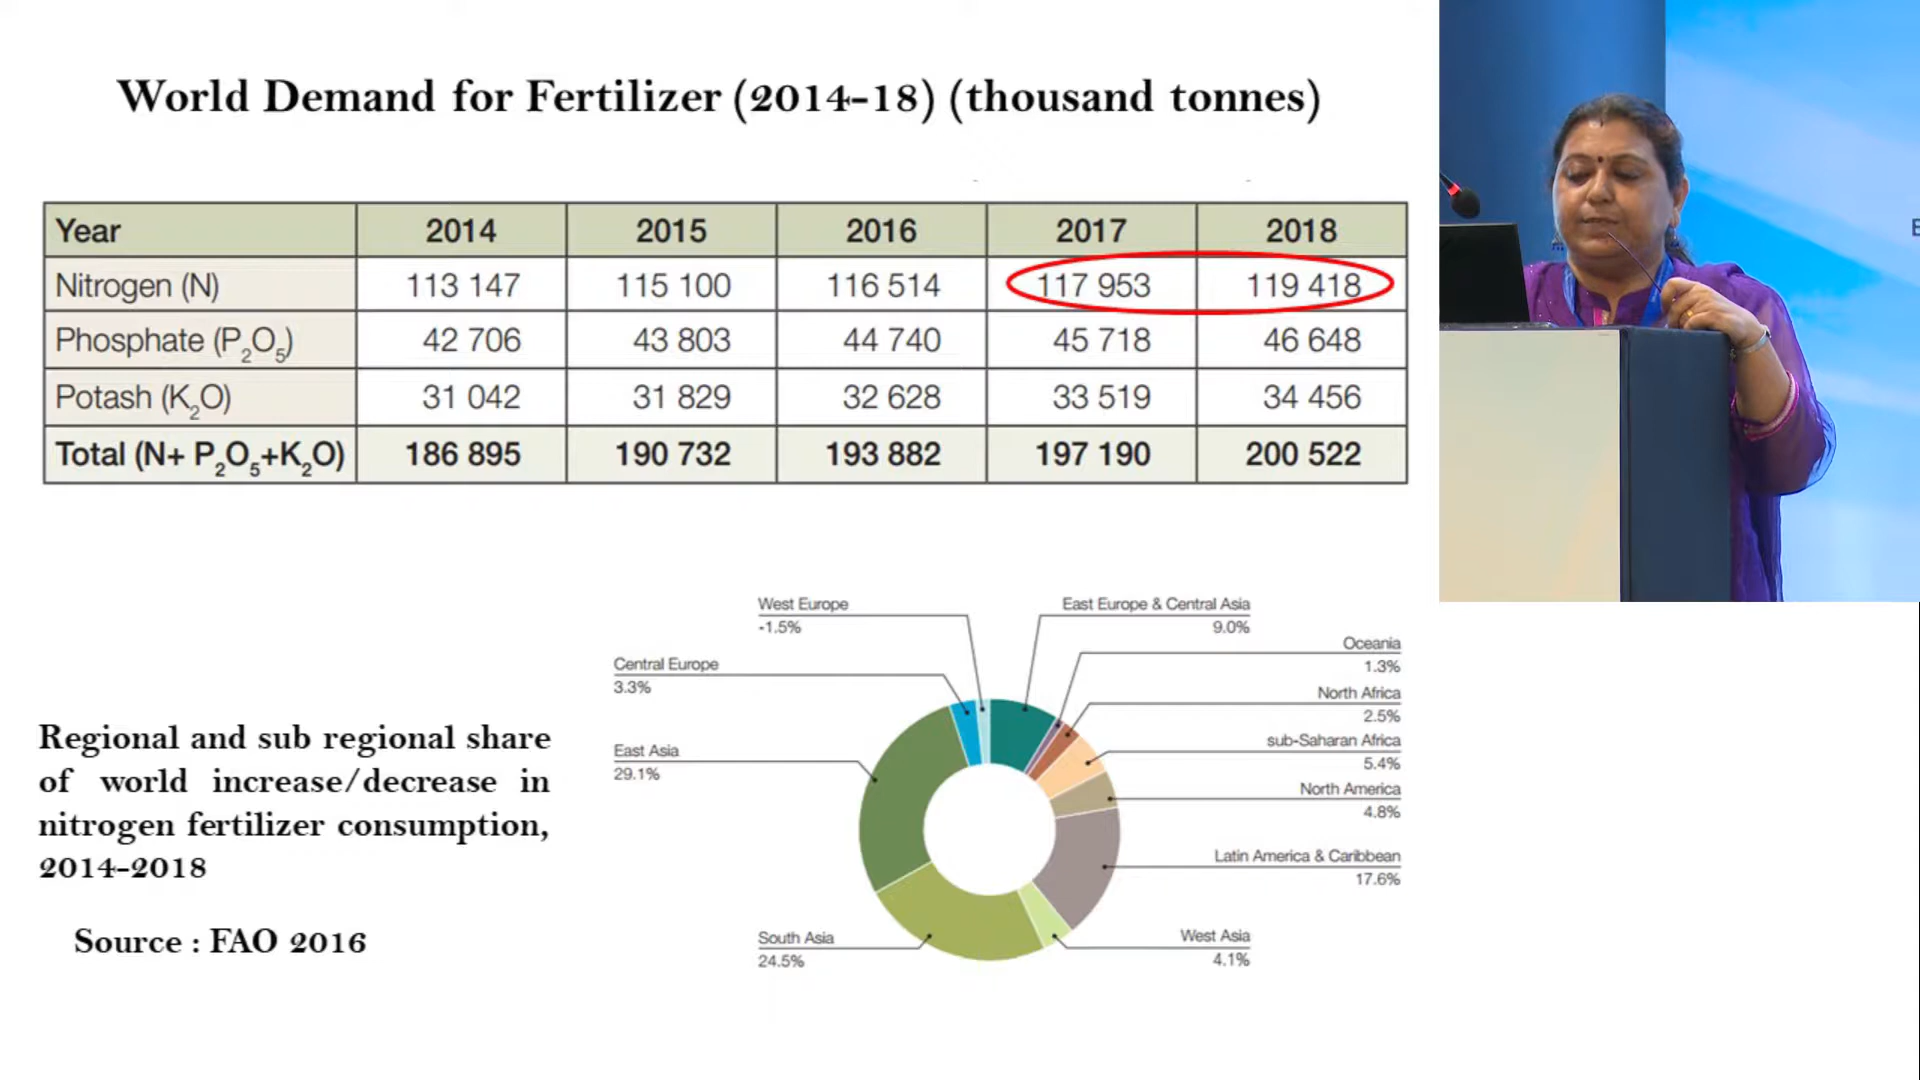 World Demand for Fertilizer (2014-18) (thousand tonnes)
Year 2014 2015 2016 2017 2018
Nitrogen (N) 113 147 115 100 116 514 117 953 119 418
Phosphate (P₂O₅) 42 706 43 803 44 740 45 718 46 648
Potash (K₂O) 31 042 31 829 32 628 33 519 34 456
Total (N+ P₂O₅+K₂O) 186 895 190 732 193 882 197 190 200 522
West Europe
-1.5%
East Europe & Central Asia
9.0%
Oceania
1.3%
Central Europe
3.3%
North Africa
2.5%
sub-Saharan Africa
5.4%
East Asia
29.1%
North America
4.8%
Latin America & Caribbean
17.6%
South Asia
24.5%
West Asia
4.1%
Regional and sub regional share
of world increase/decrease in
nitrogen fertilizer consumption,
2014-2018
Source : FAO 2016